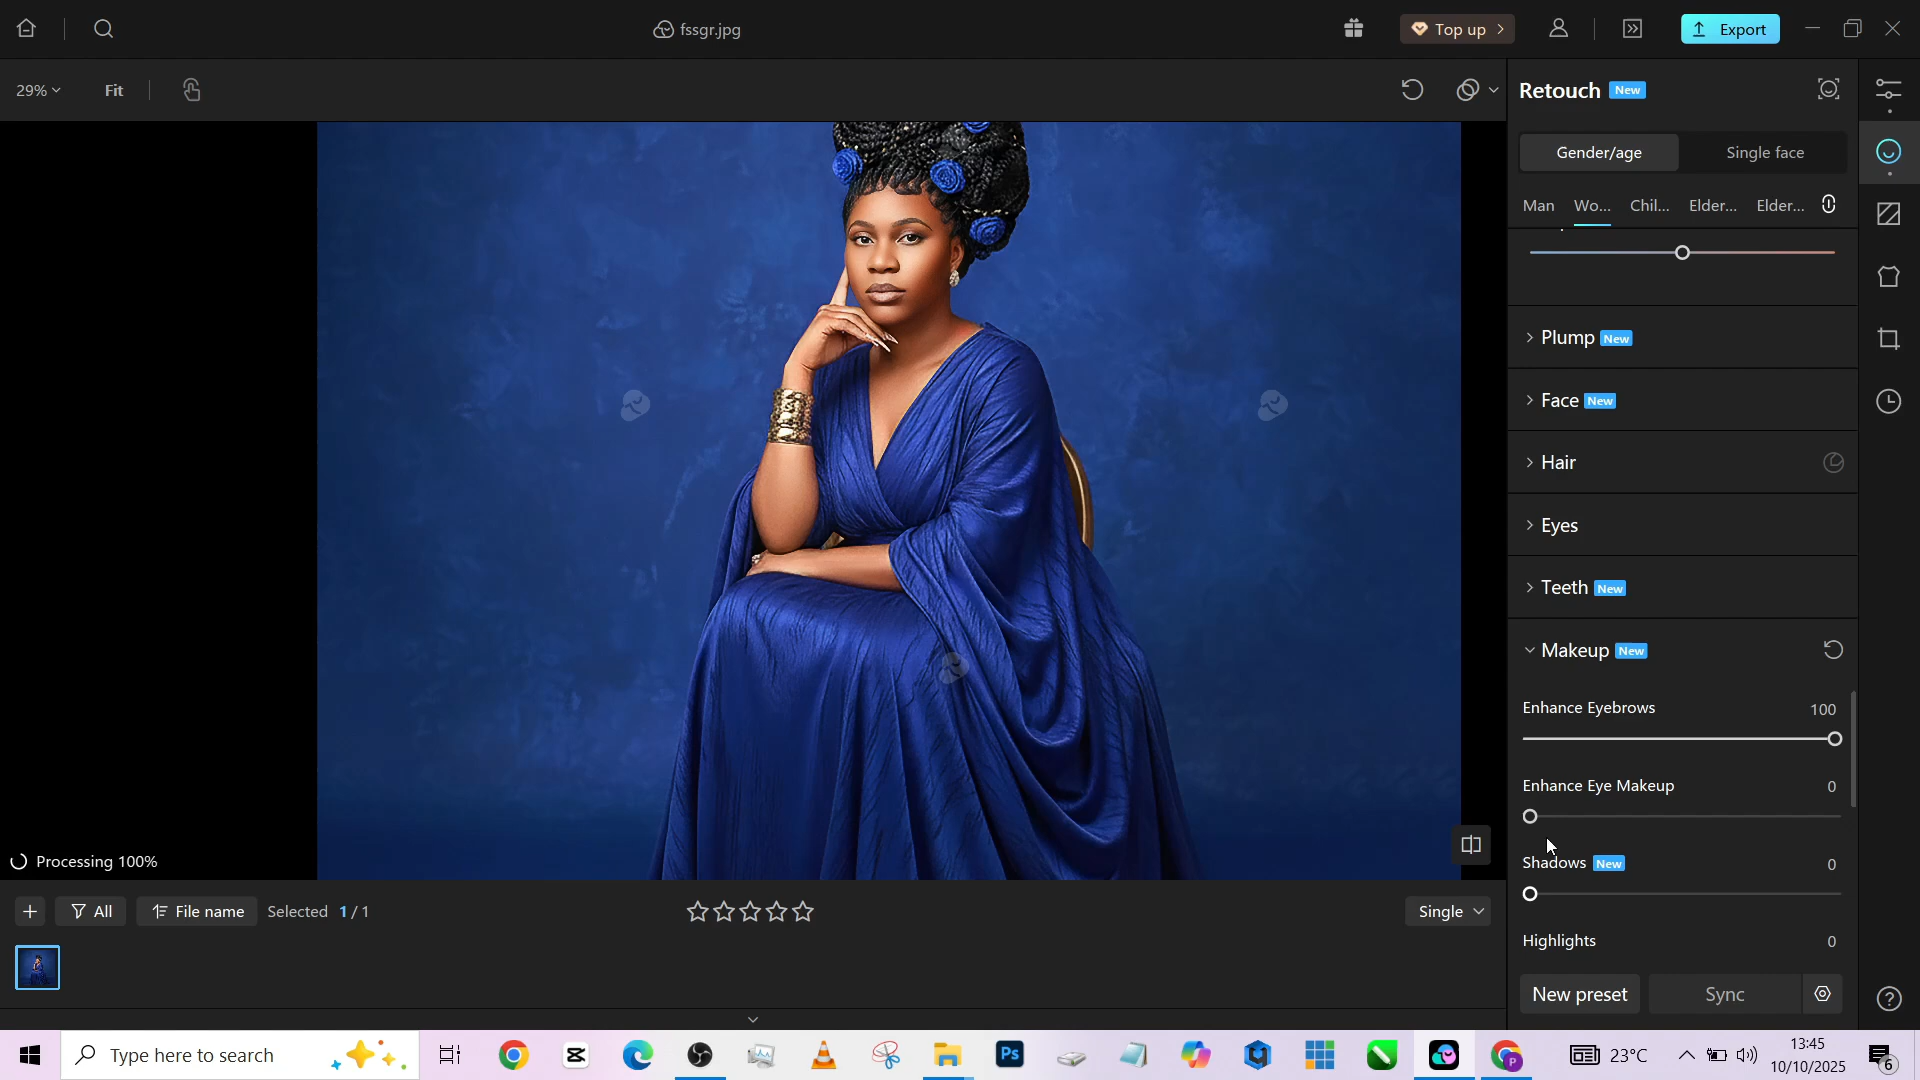 fssgr.jpg
Top up
Export
29%
Fit
Retouch New
Gender/age
Single face
Man Wo... Chil... Elder... Elder...
Plump New
Face New
Hair
Eyes
Teeth New
Makeup New
Enhance Eyebrows 100
Enhance Eye Makeup 0
Shadows New 0
Highlights 0
Processing 100%
All
File name
Selected 1/1
Single
New preset
Sync
Type here to search
Ps
23°C
13:45
10/10/2025
6